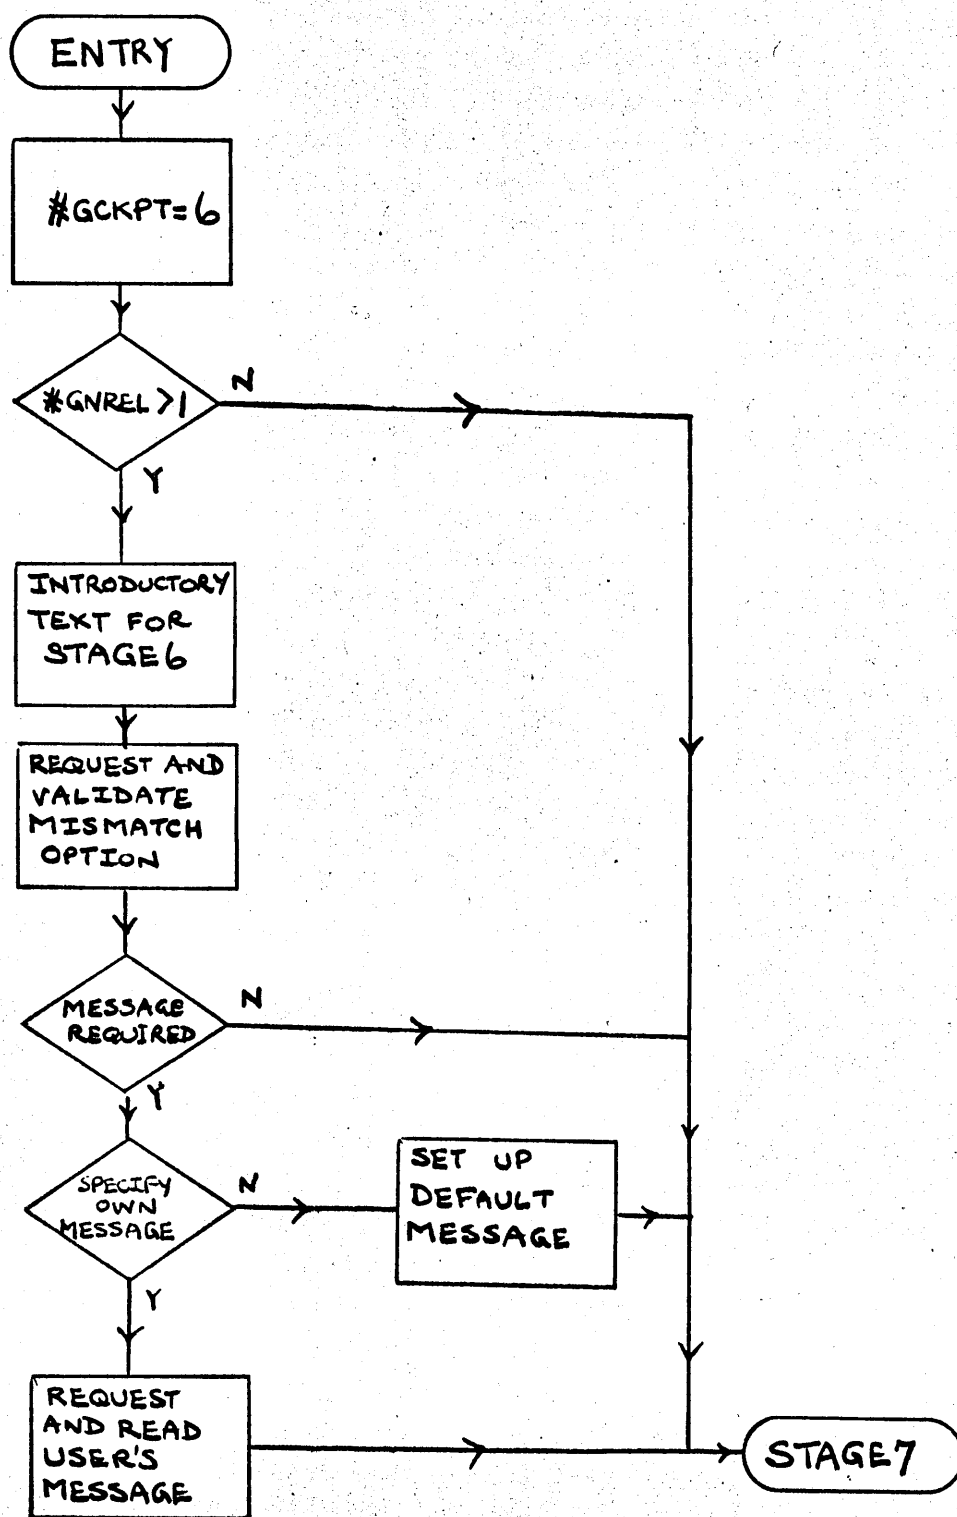 ENTRY
#GCKPT=6
#GNREL >1
N
Y
INTRODUCTORY
TEXT FOR
STAGE6
REQUEST AND
VALIDATE
MISMATCH
OPTION
MESSAGE
REQUIRED
N
Y
SPECIFY
OWN
MESSAGE
N
SET UP
DEFAULT
MESSAGE
Y
REQUEST
AND READ
USER'S
MESSAGE
STAGE7